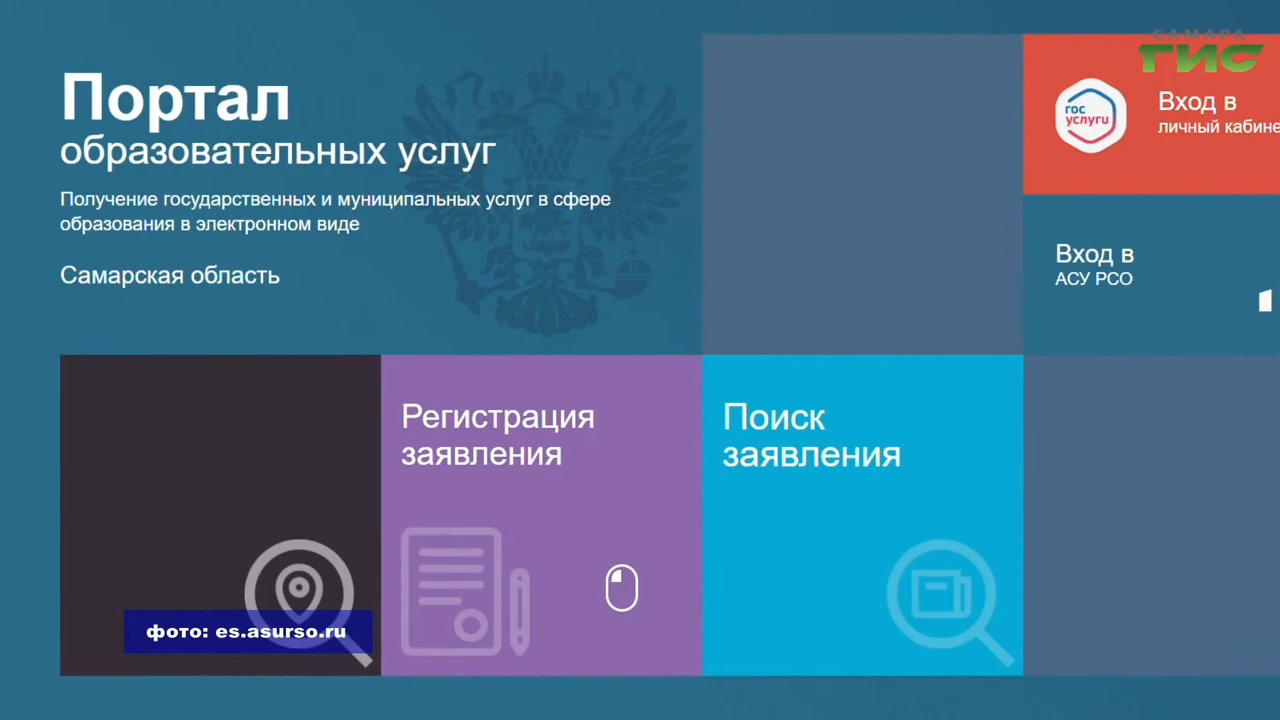 САМАРА
ГИС
Портал
образовательных услуг
Получение государственных и муниципальных услуг в сфере
образования в электронном виде
Самарская область
гос
услуги
Вход в
личный кабине
Вход в
АСУ РСО
Регистрация
заявления
Поиск
заявления
фото: es.asurso.ru